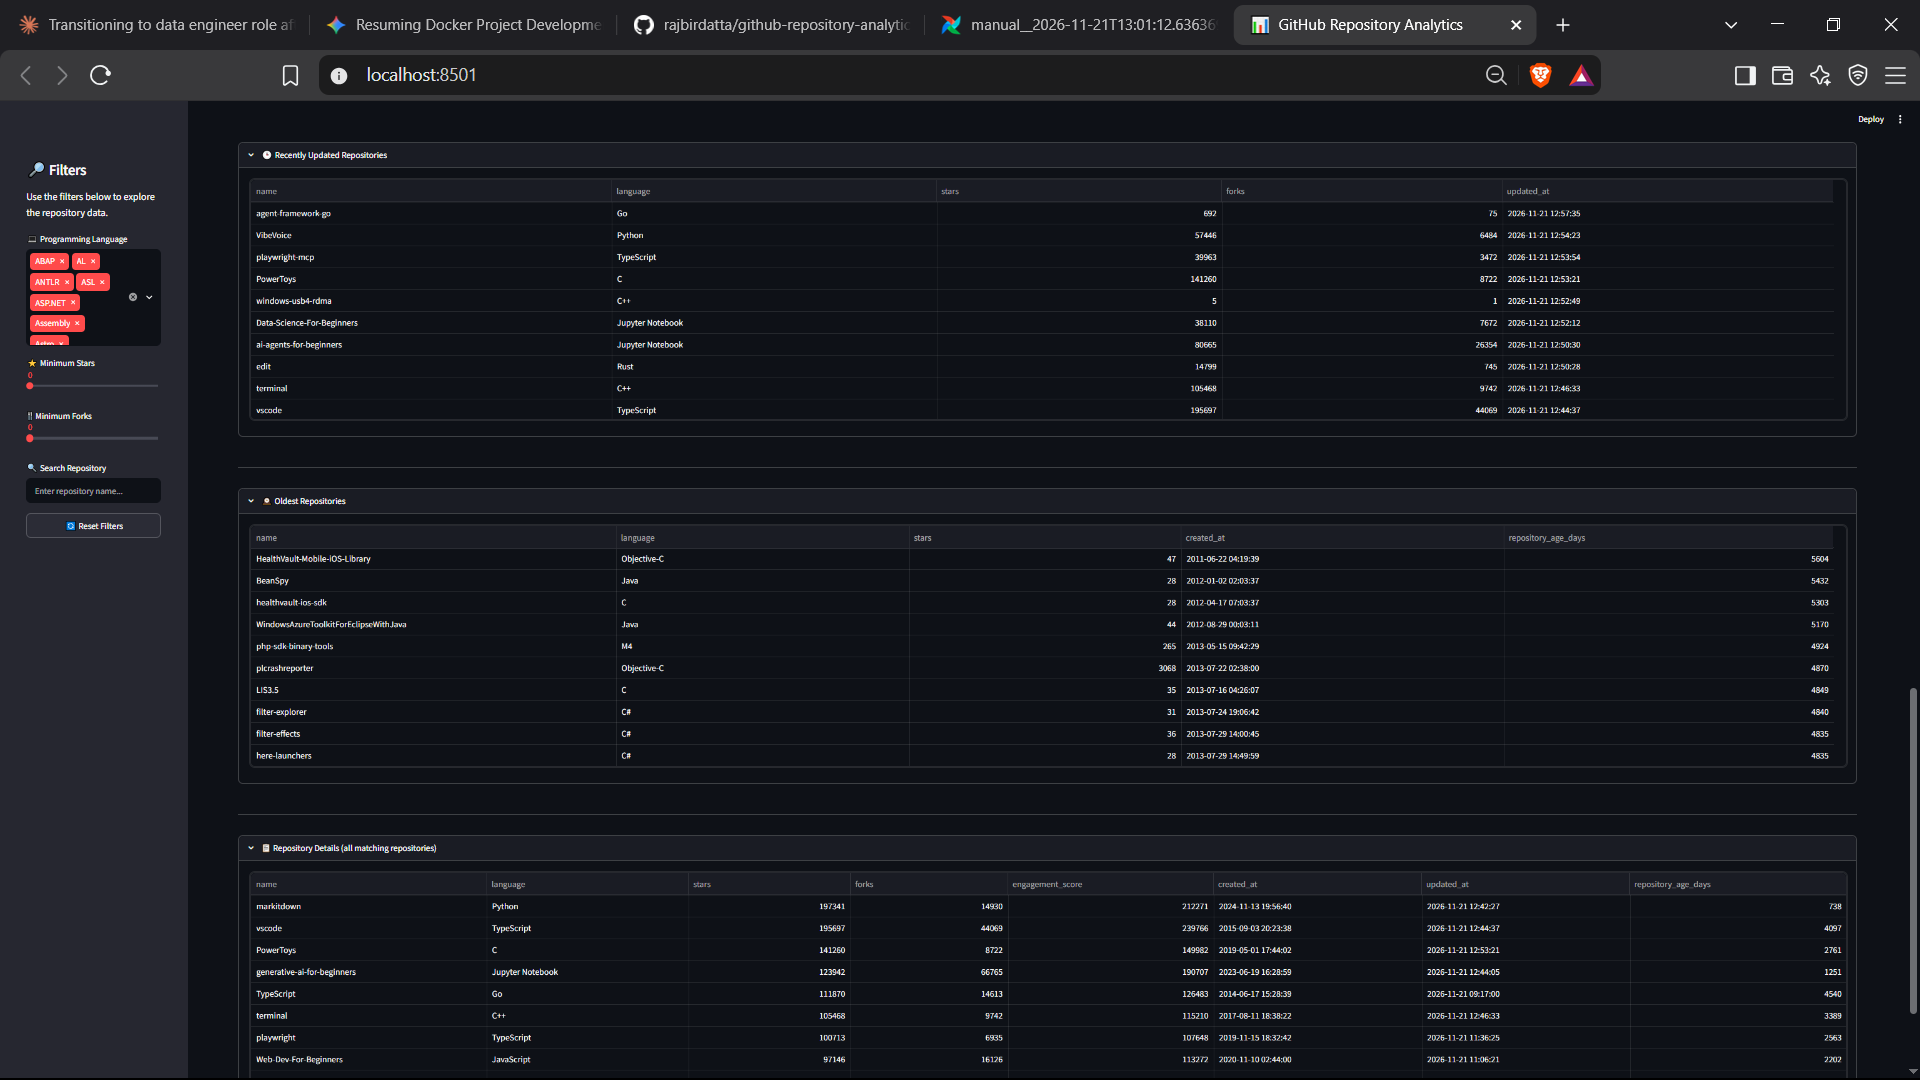 Transitioning to data engineer role af
Resuming Docker Project Developme
rajbirdatta/github-repository-analytic
manual__2026-11-21T13:01:12.63636
GitHub Repository Analytics
localhost:8501
Deploy
🔎 Filters
Use the filters below to explore
the repository data.
💻 Programming Language
ABAP × AL ×
ANTLR × ASL ×
ASP.NET ×
Assembly ×
Astro ×
⭐ Minimum Stars
0
🍴 Minimum Forks
0
🔍 Search Repository
Enter repository name...
🔄 Reset Filters
🕒 Recently Updated Repositories
name language stars forks updated_at
agent-framework-go Go 692 75 2026-11-21 12:57:35
VibeVoice Python 57446 6484 2026-11-21 12:54:23
playwright-mcp TypeScript 39963 3472 2026-11-21 12:53:54
PowerToys C 141260 8722 2026-11-21 12:53:21
windows-usb4-rdma C++ 5 1 2026-11-21 12:52:49
Data-Science-For-Beginners Jupyter Notebook 38110 7672 2026-11-21 12:52:12
ai-agents-for-beginners Jupyter Notebook 80665 26354 2026-11-21 12:50:30
edit Rust 14799 745 2026-11-21 12:50:28
terminal C++ 105468 9742 2026-11-21 12:46:33
vscode TypeScript 195697 44069 2026-11-21 12:44:37
Oldest Repositories
name language stars created_at repository_age_days
HealthVault-Mobile-iOS-Library Objective-C 47 2011-06-22 04:19:39 5604
BeanSpy Java 28 2012-01-02 02:03:37 5432
healthvault-ios-sdk C 28 2012-04-17 07:03:37 5303
WindowsAzureToolkitForEclipseWithJava Java 44 2012-08-29 00:03:11 5170
php-sdk-binary-tools M4 265 2013-05-15 09:42:29 4924
plcrashreporter Objective-C 3068 2013-07-22 02:38:00 4870
LIS3.5 C 35 2013-07-16 04:26:07 4849
filter-explorer C# 31 2013-07-24 19:06:42 4840
filter-effects C# 36 2013-07-29 14:00:45 4835
here-launchers C# 28 2013-07-29 14:49:59 4835
📋 Repository Details (all matching repositories)
name language stars forks engagement_score created_at updated_at repository_age_days
markitdown Python 197341 14930 212271 2024-11-13 19:56:40 2026-11-21 12:42:27 738
vscode TypeScript 195697 44069 239766 2015-09-03 20:23:38 2026-11-21 12:44:37 4097
PowerToys C 141260 8722 149982 2019-05-01 17:44:02 2026-11-21 12:53:21 2761
generative-ai-for-beginners Jupyter Notebook 123942 66765 190707 2023-06-19 16:28:59 2026-11-21 12:44:05 1251
TypeScript Go 111870 14613 126483 2014-06-17 15:28:39 2026-11-21 09:17:00 4540
terminal C++ 105468 9742 115210 2017-08-11 18:38:22 2026-11-21 12:46:33 3389
playwright TypeScript 100713 6935 107648 2019-11-15 18:32:42 2026-11-21 11:36:25 2563
Web-Dev-For-Beginners JavaScript 97146 16126 113272 2020-11-10 02:44:00 2026-11-21 11:06:21 2202